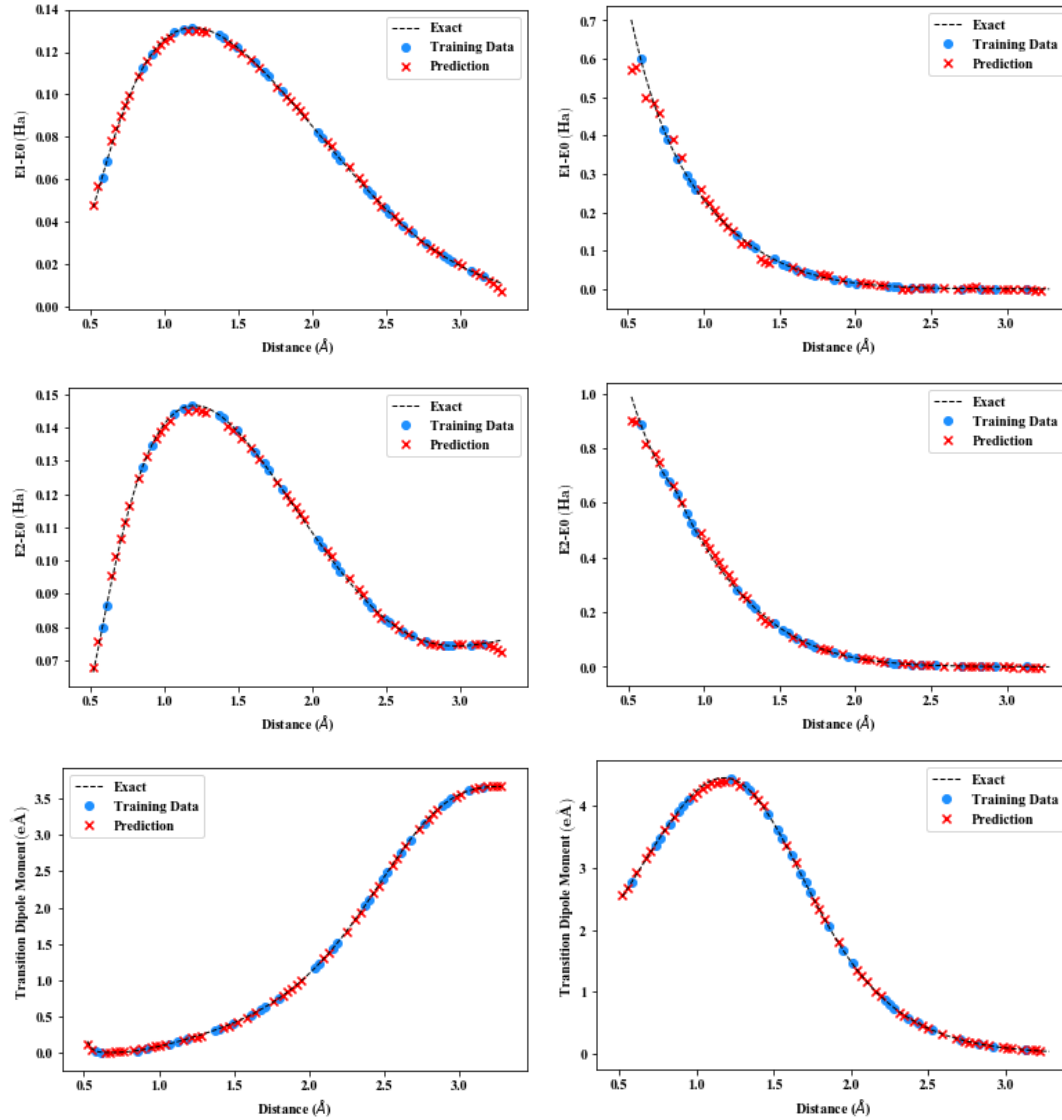 0.14
0.12
0.10
0.08
0.06
0.04
0.02
0.00
E1-E0 (Ha)
Exact
Training Data
Prediction
0.5 1.0 1.5 2.0 2.5 3.0
Distance (Å)
0.7
0.6
0.5
0.4
0.3
0.2
0.1
0.0
E1-E0 (Ha)
Exact
Training Data
Prediction
0.5 1.0 1.5 2.0 2.5 3.0
Distance (Å)
0.15
0.14
0.13
0.12
0.11
0.10
0.09
0.08
0.07
E2-E0 (Ha)
Exact
Training Data
Prediction
0.5 1.0 1.5 2.0 2.5 3.0
Distance (Å)
1.0
0.8
0.6
0.4
0.2
0.0
E2-E0 (Ha)
Exact
Training Data
Prediction
0.5 1.0 1.5 2.0 2.5 3.0
Distance (Å)
3.5
3.0
2.5
2.0
1.5
1.0
0.5
0.0
Transition Dipole Moment (eÅ)
Exact
Training Data
Prediction
0.5 1.0 1.5 2.0 2.5 3.0
Distance (Å)
4
3
2
1
0
Transition Dipole Moment (eÅ)
Exact
Training Data
Prediction
0.5 1.0 1.5 2.0 2.5 3.0
Distance (Å)